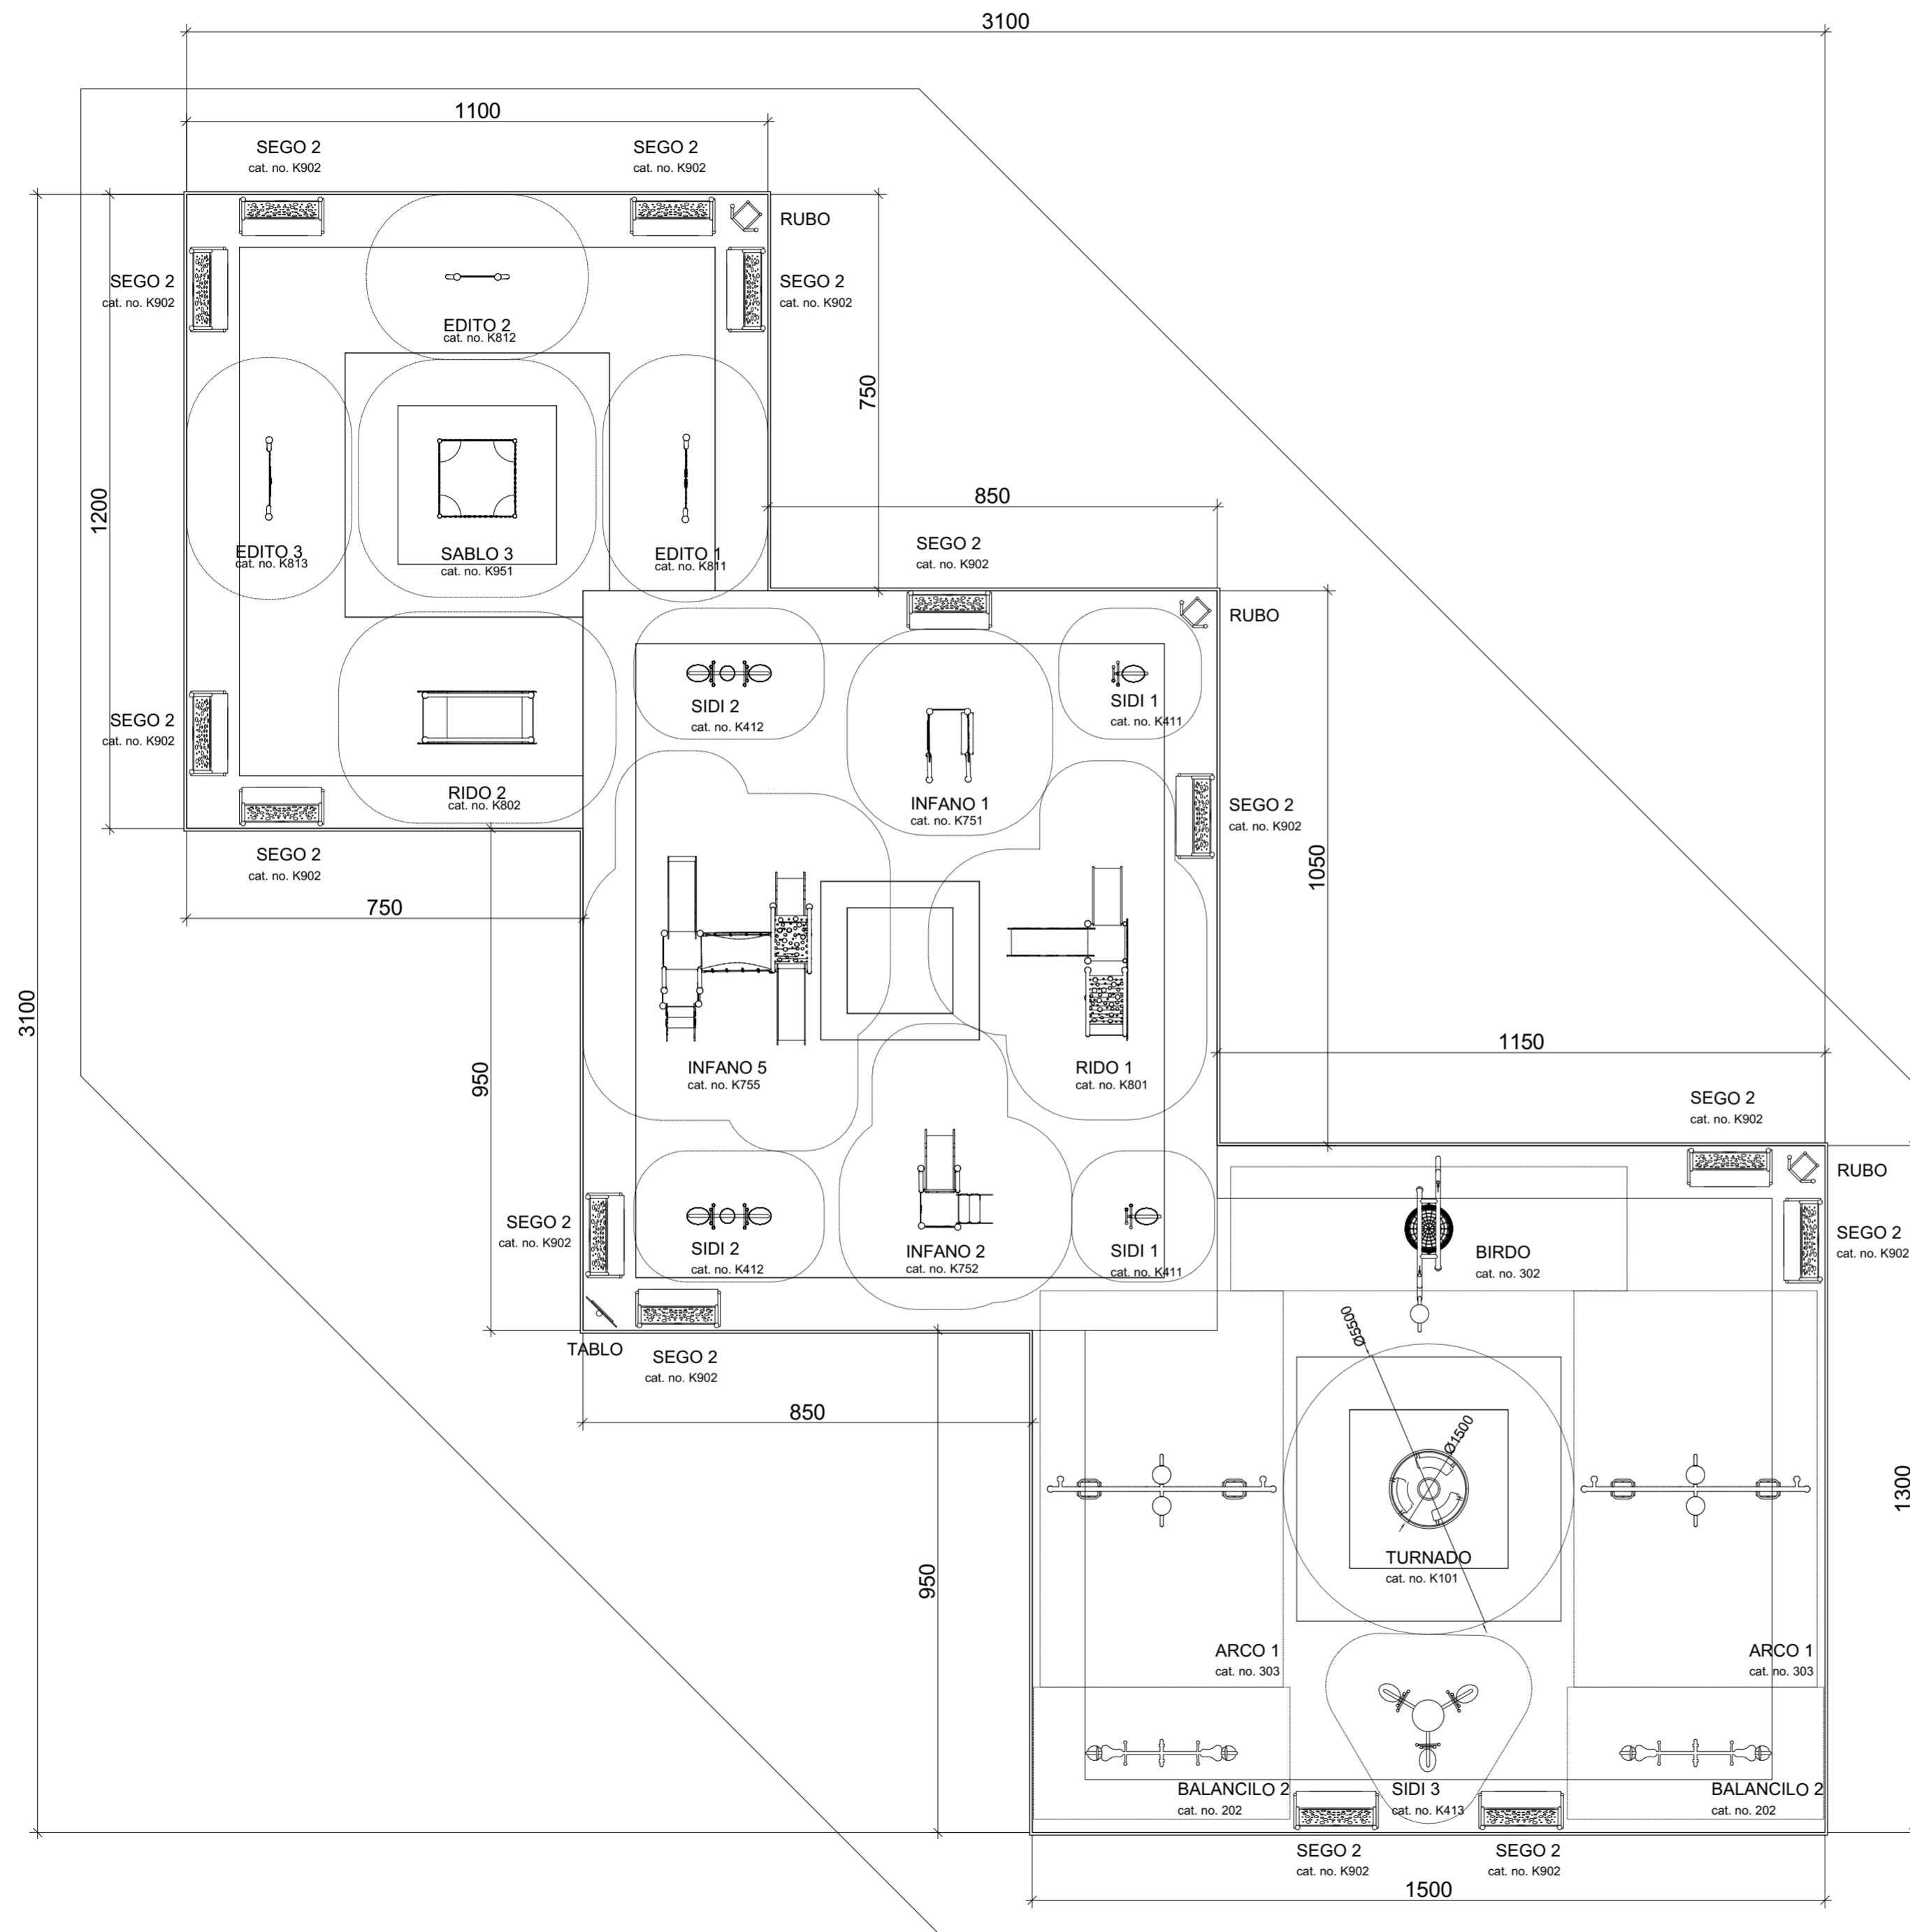 3100
1100
SEGO 2
cat. no. K902
SEGO 2
cat. no. K902
RUBO
SEGO 2
cat. no. K902
SEGO 2
cat. no. K902
EDITO 2
cat. no. K812
750
1200
850
EDITO 3
cat. no. K813
SABLO 3
cat. no. K951
EDITO 1
cat. no. K811
SEGO 2
cat. no. K902
RUBO
SEGO 2
cat. no. K902
SIDI 2
cat. no. K412
SIDI 1
cat. no. K411
RIDO 2
cat. no. K802
INFANO 1
cat. no. K751
SEGO 2
cat. no. K902
SEGO 2
cat. no. K902
1050
750
3100
950
INFANO 5
cat. no. K755
RIDO 1
cat. no. K801
1150
SEGO 2
cat. no. K902
RUBO
SEGO 2
cat. no. K902
SIDI 2
cat. no. K412
INFANO 2
cat. no. K752
SIDI 1
cat. no. K411
BIRDO
cat. no. 302
SEGO 2
cat. no. K902
TABLO
SEGO 2
cat. no. K902
Ø5500
850
Ø1500
1300
950
TURNADO
cat. no. K101
ARCO 1
cat. no. 303
ARCO 1
cat. no. 303
BALANCILO 2
cat. no. 202
SIDI 3
cat. no. K413
BALANCILO 2
cat. no. 202
SEGO 2
cat. no. K902
SEGO 2
cat. no. K902
1500